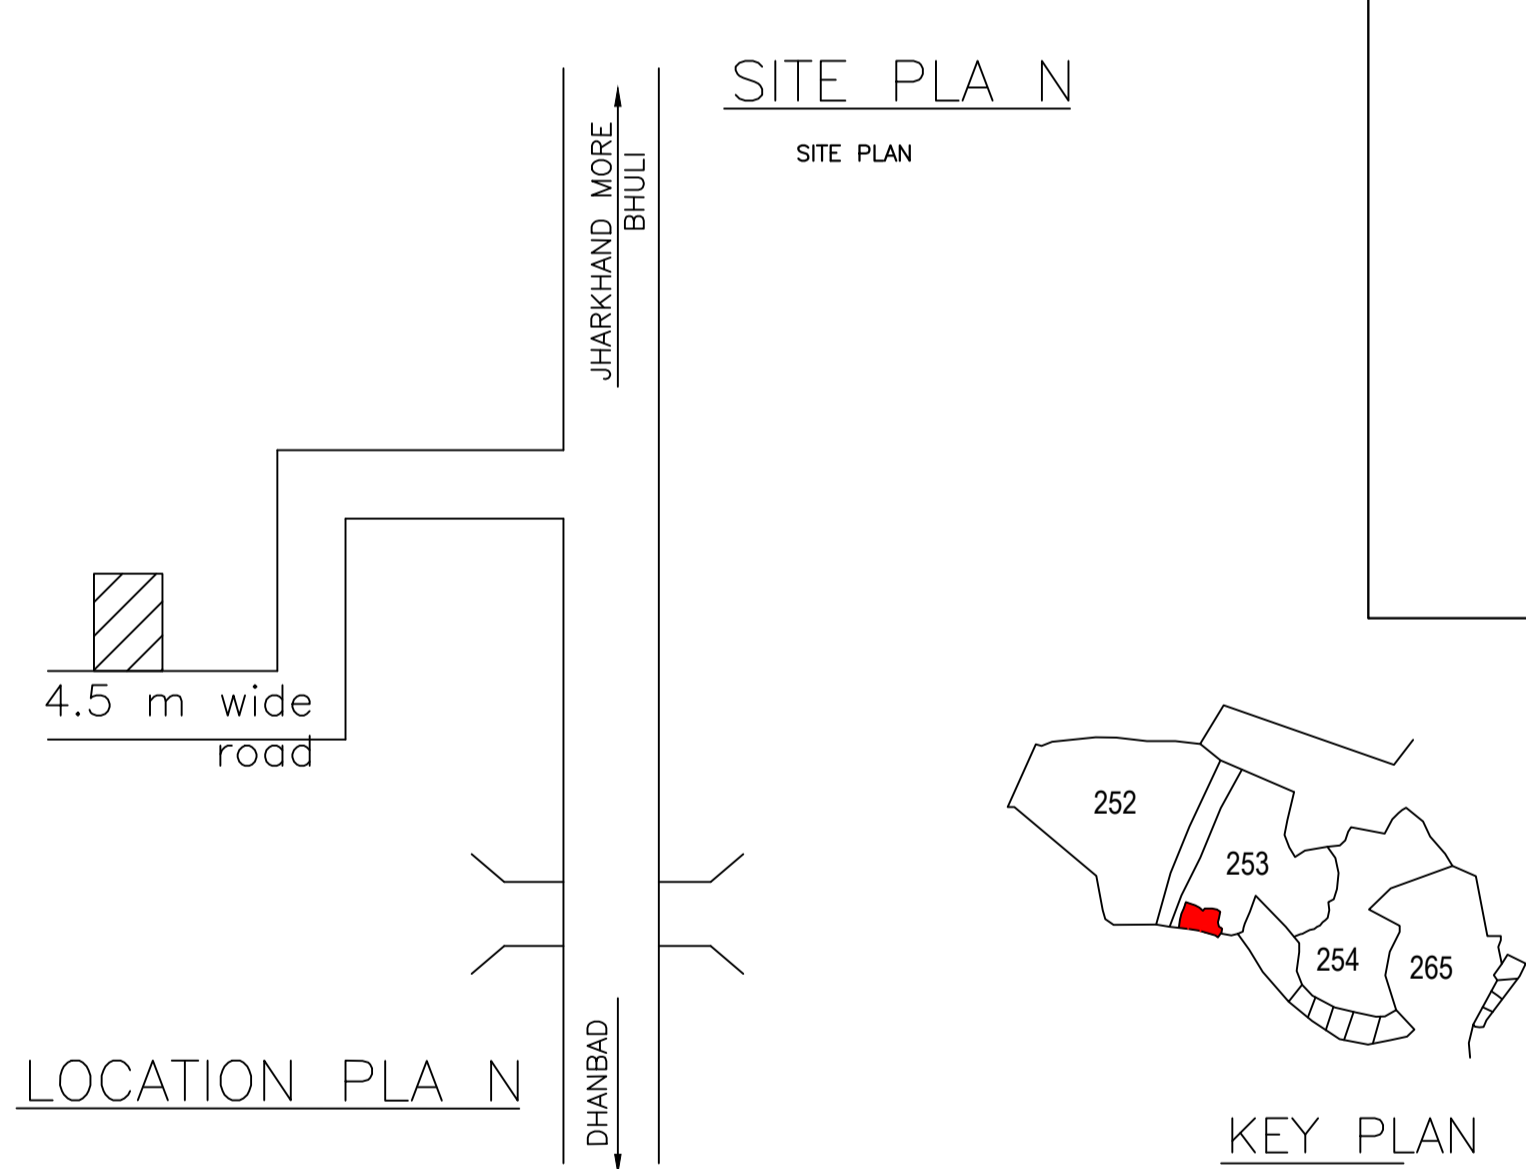 SITE PLA N
SITE PLAN
JHARKHAND MORE
BHULI
4.5 m wide
road
252
253
254
265
DHANBAD
LOCATION PLA N
KEY PLAN